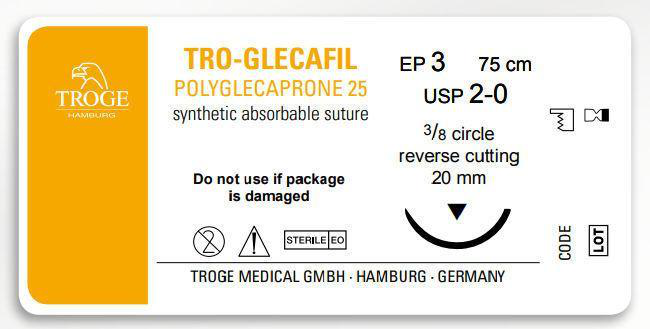 TROGE
HAMBURG
TRO-GLECAFIL
POLYGLECAPRONE 25
synthetic absorbable suture
Do not use if package
is damaged
2
STERILE EO
TROGE MEDICAL GMBH · HAMBURG · GERMANY
EP 3 75 cm
USP 2-0
3/8 circle
reverse cutting
20 mm
CODE
LOT